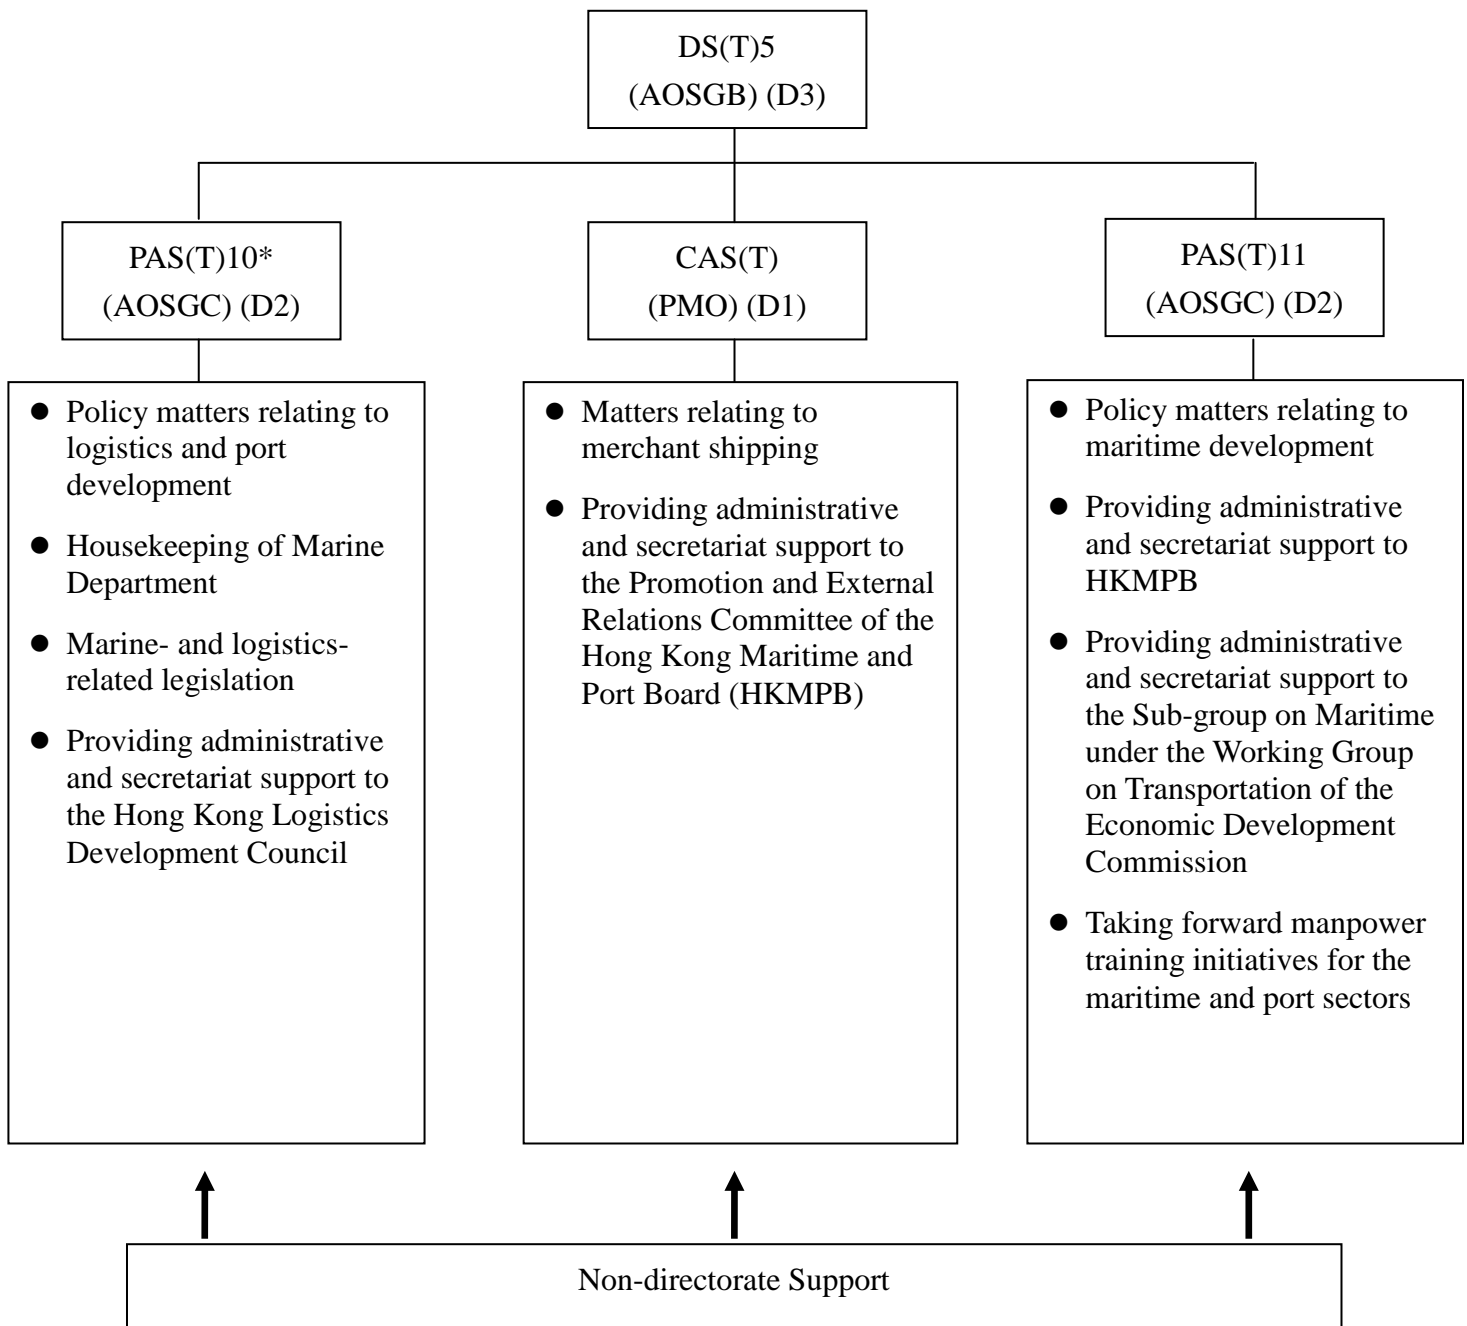 DS(T)5
(AOSGB) (D3)
PAS(T)10*
(AOSGC) (D2)
CAS(T)
(PMO) (D1)
PAS(T)11
(AOSGC) (D2)
● Policy matters relating to
logistics and port
development
● Housekeeping of Marine
Department
● Marine- and logistics-
related legislation
● Providing administrative
and secretariat support to
the Hong Kong Logistics
Development Council
● Matters relating to
merchant shipping
● Providing administrative
and secretariat support to
the Promotion and External
Relations Committee of the
Hong Kong Maritime and
Port Board (HKMPB)
● Policy matters relating to
maritime development
● Providing administrative
and secretariat support to
HKMPB
● Providing administrative
and secretariat support to
the Sub-group on Maritime
under the Working Group
on Transportation of the
Economic Development
Commission
● Taking forward manpower
training initiatives for the
maritime and port sectors
Non-directorate Support